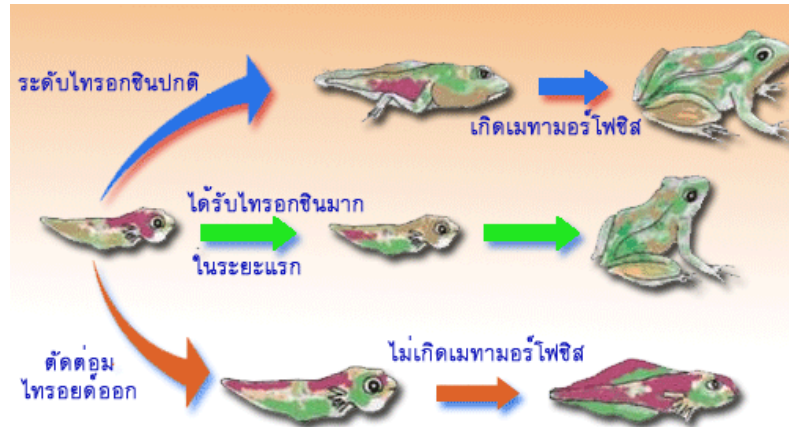 ระดับไทรอกซินปกติ
เกิดเมทามอร์โฟซิส
ได้รับไทรอกซินมาก
ในระยะแรก
ตัดต่อม
ไทรอยด์ออก
ไม่เกิดเมทามอร์โฟซิส